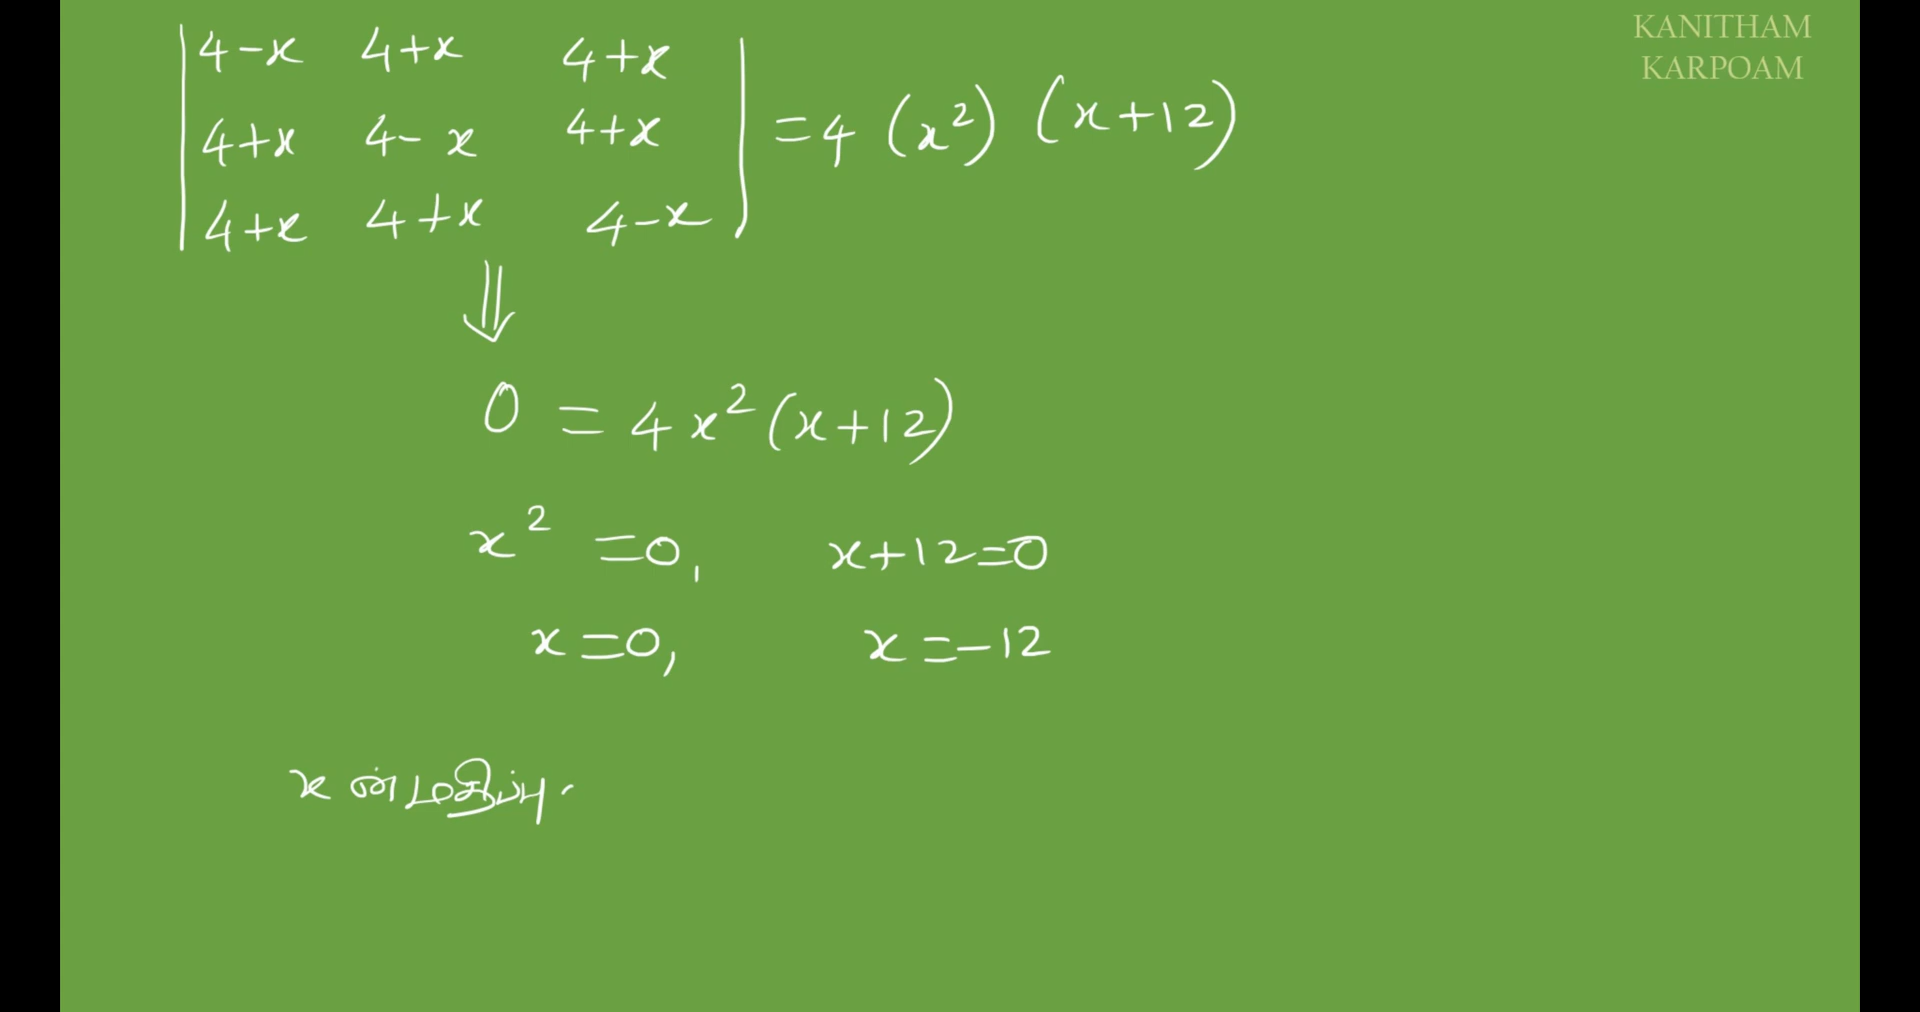 KANITHAM
KARPOAM
| 4-x 4+x 4+x |
| 4+x 4-x 4+x | = 4 (x²) (x+12)
| 4+x 4+x 4-x |
⇓
0 = 4x²(x+12)
x² = 0, x+12=0
x=0, x=-12
x ன் மதிப்பு